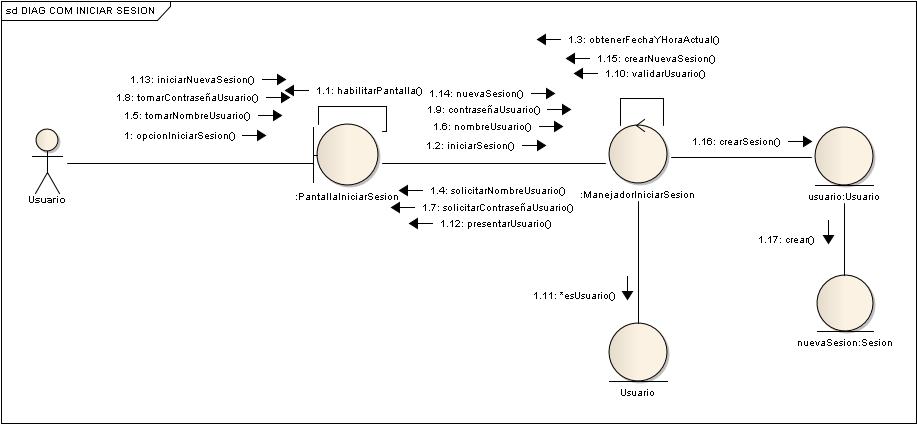 sd DIAG COM INICIAR SESION
1.3: obtenerFechaYHoraActual()
1.15: crearNuevaSesion()
1.10: validarUsuario()
1.13: iniciarNuevaSesion()
1.1: habilitarPantalla()
1.8: tomarContraseñaUsuario()
1.5: tomarNombreUsuario()
1: opcionIniciarSesion()
1.14: nuevaSesion()
1.9: contraseñaUsuario()
1.6: nombreUsuario()
1.2: iniciarSesion()
1.16: crearSesion()
Usuario
:PantallaIniciarSesion
:ManejadorIniciarSesion
usuario:Usuario
1.4: solicitarNombreUsuario()
1.7: solicitarContraseñaUsuario()
1.12: presentarUsuario()
1.17: crear()
1.11: *esUsuario()
nuevaSesion:Sesion
Usuario